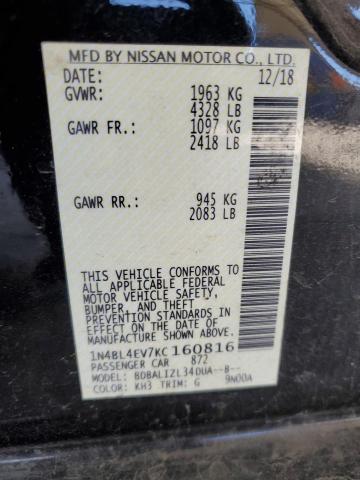 MFD BY NISSAN MOTOR CO., LTD.
DATE: 12/18
GVWR: 1963 KG
4328 LB
GAWR FR.: 1097 KG
2418 LB
GAWR RR.: 945 KG
2083 LB
THIS VEHICLE CONFORMS TO
ALL APPLICABLE FEDERAL
MOTOR VEHICLE SAFETY,
BUMPER, AND THEFT
PREVENTION STANDARDS IN
EFFECT ON THE DATE OF
MANUFACTURE SHOWN ABOVE.
1N4BL4EV7KC160816
PASSENGER CAR 872
MODEL: BDBALIZL34DUA--B--
COLOR: KH3 TRIM: G 9N00A